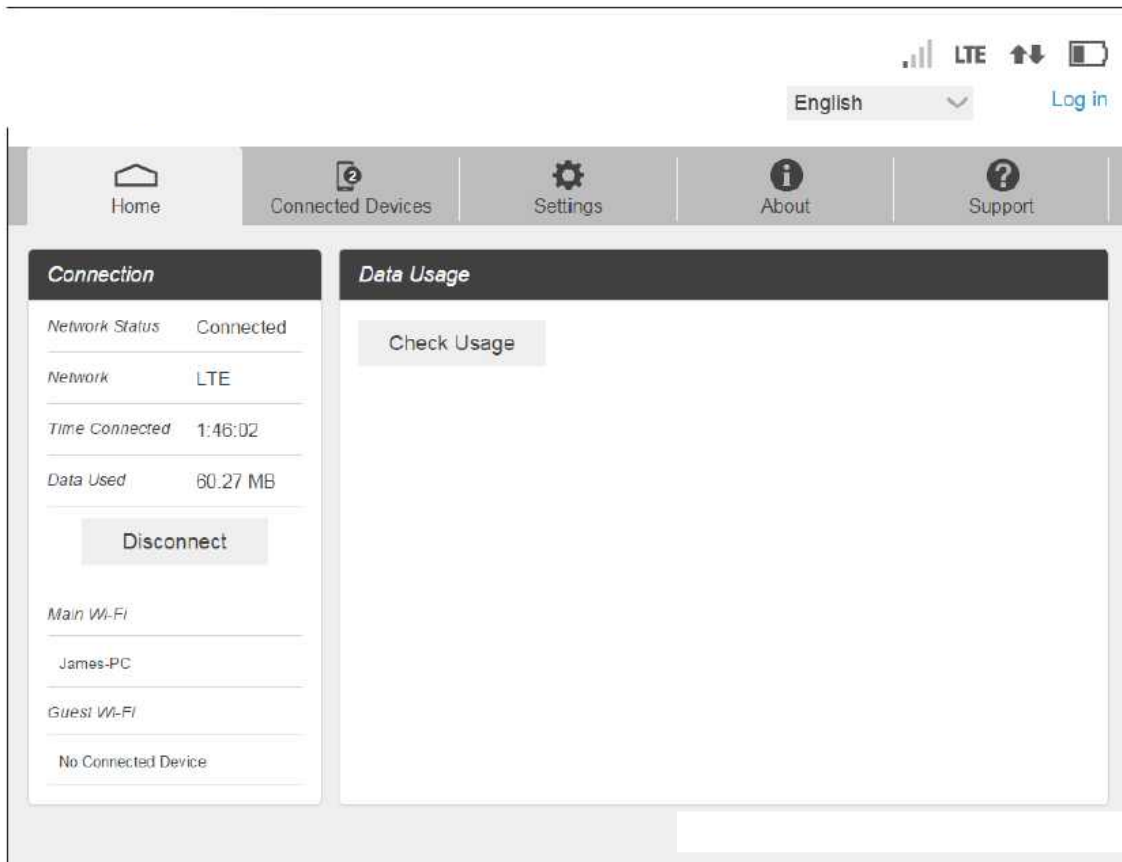 LTE
English
Log in
2
Home
Connected Devices
Settings
About
Support
Connection
Data Usage
Network Status Connected
Check Usage
Network LTE
Time Connected 1:46:02
Data Used 60.27 MB
Disconnect
Main Wi-Fi
James-PC
Guest Wi-Fi
No Connected Device